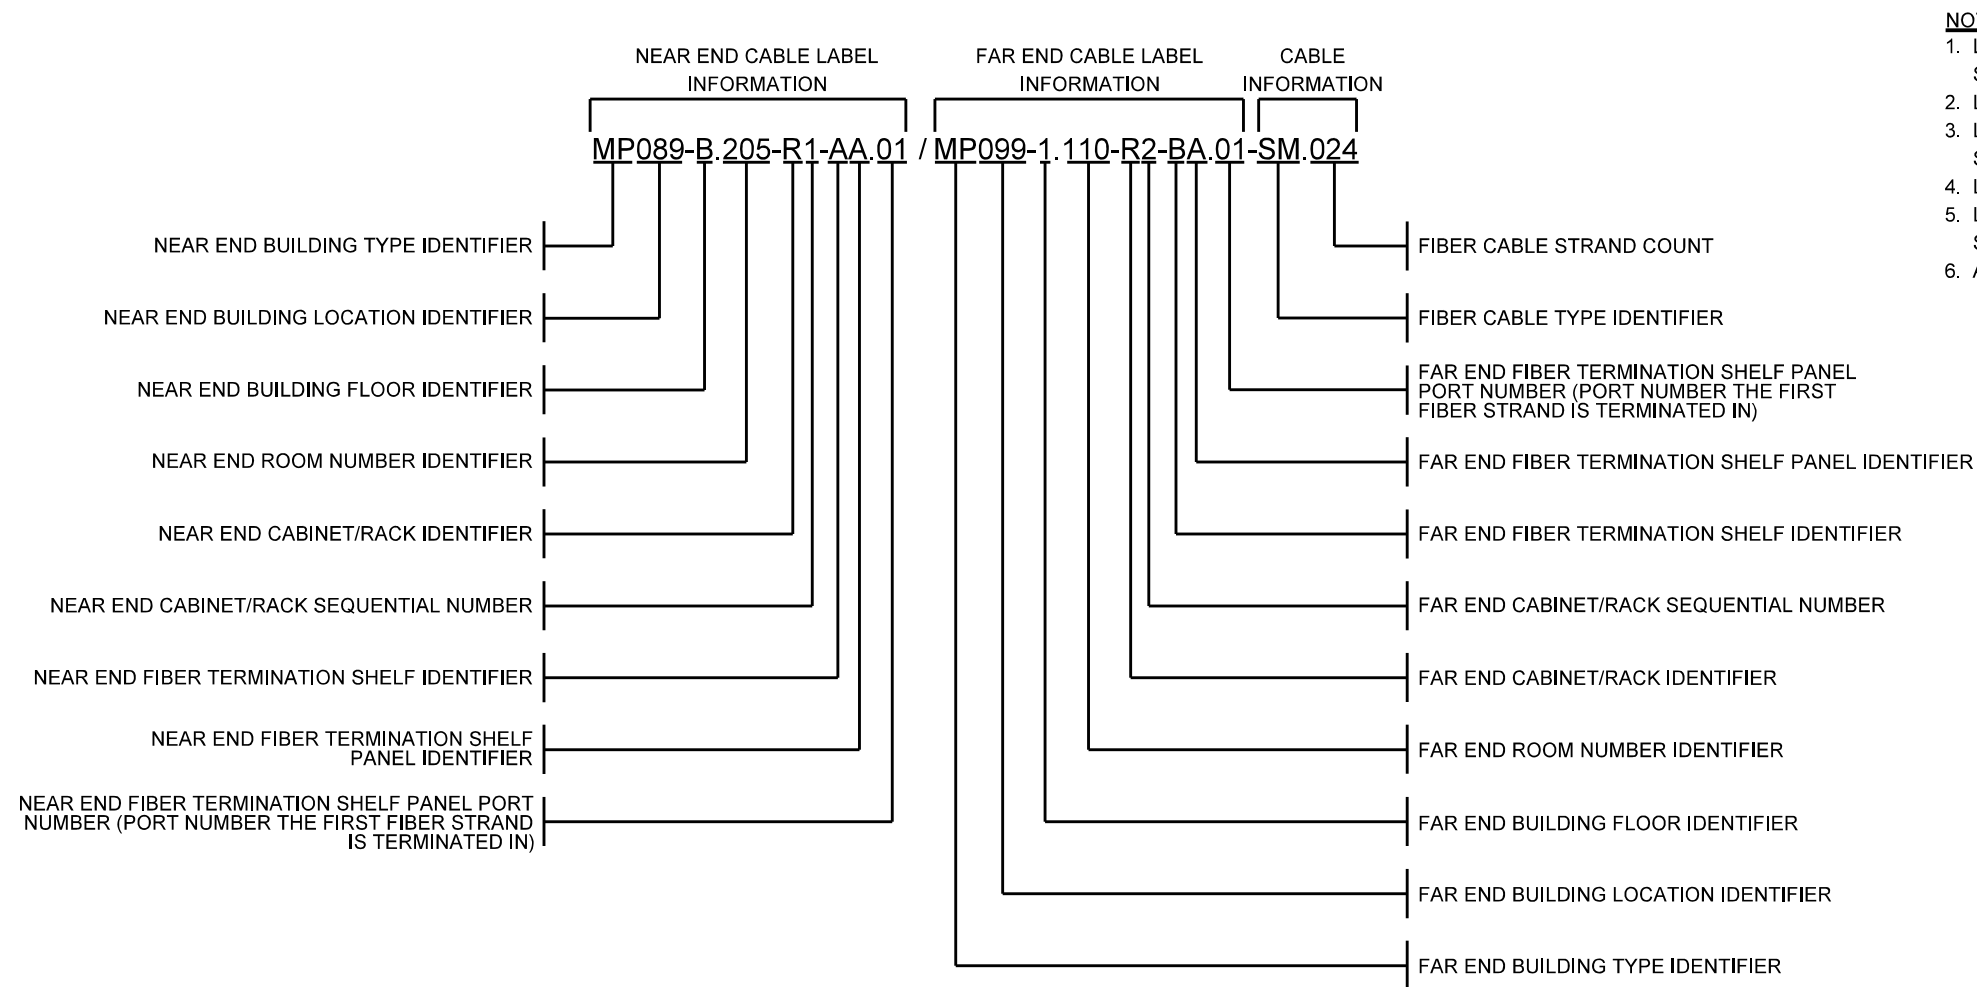 NEAR END CABLE LABEL
INFORMATION
FAR END CABLE LABEL
INFORMATION
CABLE
INFORMATION
MP089-B.205-R1-AA.01 / MP099-1.110-R2-BA.01-SM.024
NEAR END BUILDING TYPE IDENTIFIER
NEAR END BUILDING LOCATION IDENTIFIER
NEAR END BUILDING FLOOR IDENTIFIER
NEAR END ROOM NUMBER IDENTIFIER
NEAR END CABINET/RACK IDENTIFIER
NEAR END CABINET/RACK SEQUENTIAL NUMBER
NEAR END FIBER TERMINATION SHELF IDENTIFIER
NEAR END FIBER TERMINATION SHELF
PANEL IDENTIFIER
NEAR END FIBER TERMINATION SHELF PANEL PORT
NUMBER (PORT NUMBER THE FIRST FIBER STRAND
IS TERMINATED IN)
FIBER CABLE STRAND COUNT
FIBER CABLE TYPE IDENTIFIER
FAR END FIBER TERMINATION SHELF PANEL
PORT NUMBER (PORT NUMBER THE FIRST
FIBER STRAND IS TERMINATED IN)
FAR END FIBER TERMINATION SHELF PANEL IDENTIFIER
FAR END FIBER TERMINATION SHELF IDENTIFIER
FAR END CABINET/RACK SEQUENTIAL NUMBER
FAR END CABINET/RACK IDENTIFIER
FAR END ROOM NUMBER IDENTIFIER
FAR END BUILDING FLOOR IDENTIFIER
FAR END BUILDING LOCATION IDENTIFIER
FAR END BUILDING TYPE IDENTIFIER
1.
2.
3.
4.
5.
6.